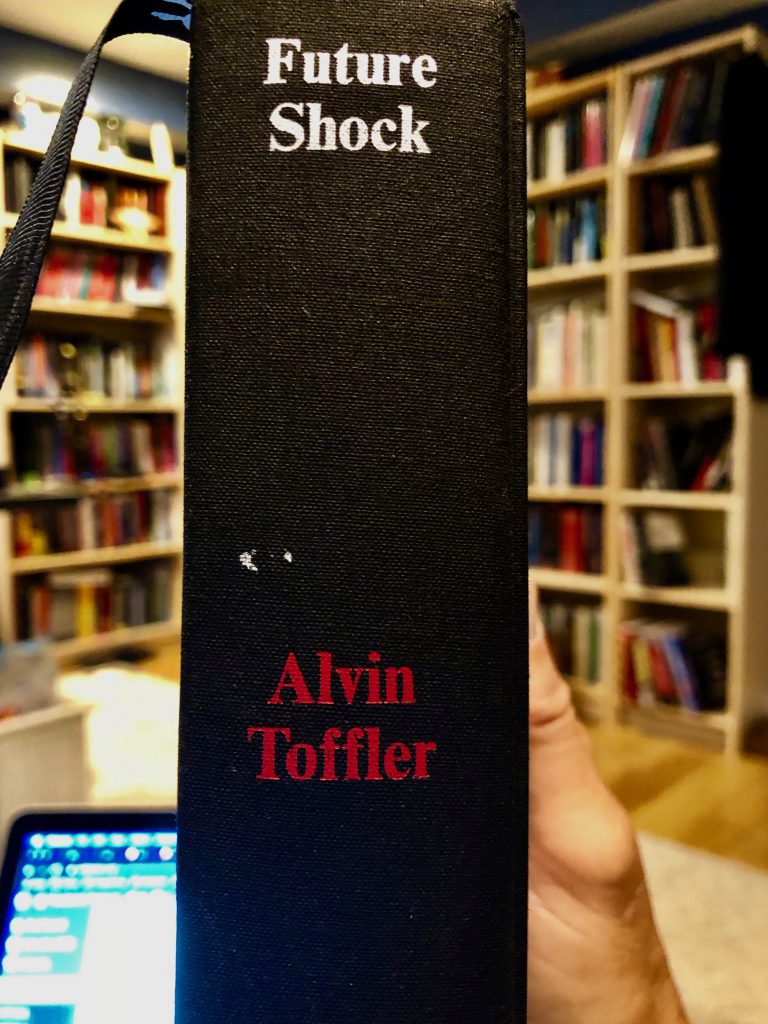 Future
Shock
Alvin
Toffler